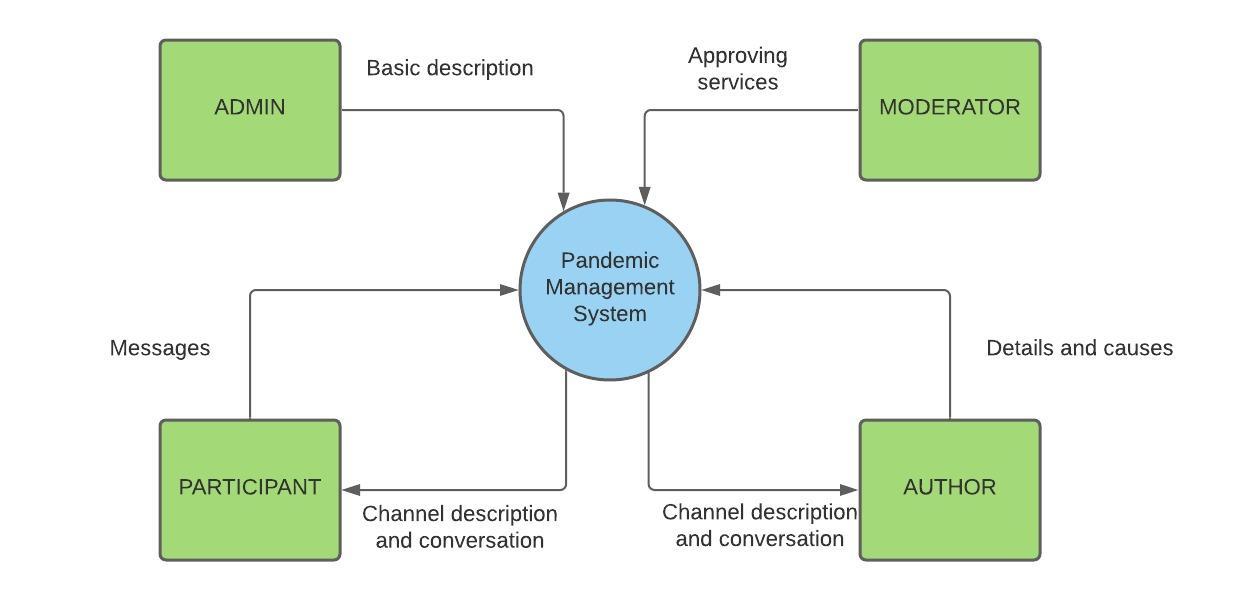 Basic description
Approving
services
ADMIN
MODERATOR
Pandemic
Management
System
Messages
Details and causes
PARTICIPANT
AUTHOR
Channel description
and conversation
Channel description
and conversation